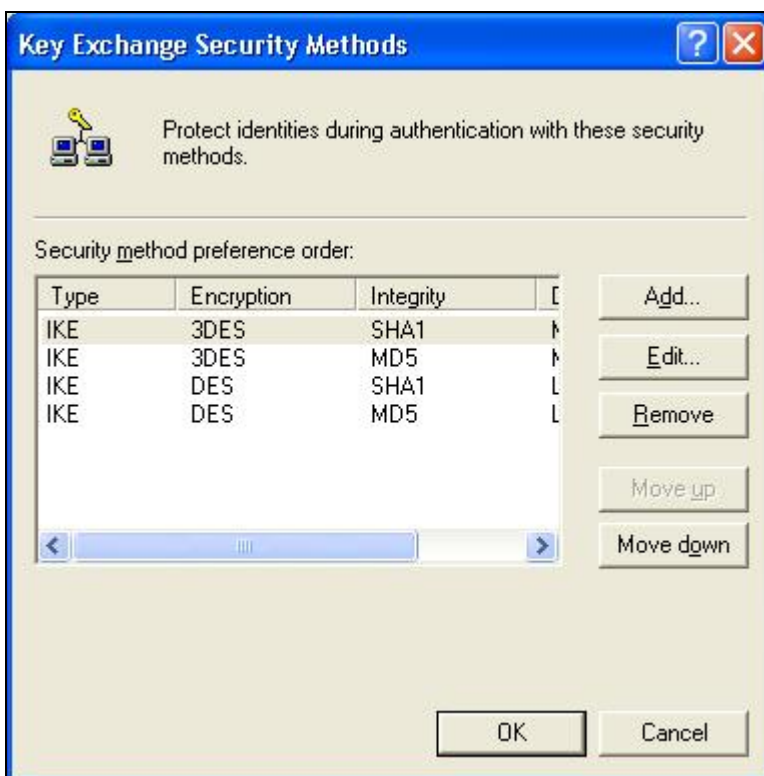 Key Exchange Security Methods
Protect identities during authentication with these security
methods.
Security method preference order:
Type Encryption Integrity
IKE 3DES SHA1
IKE 3DES MD5
IKE DES SHA1
IKE DES MD5
Add...
Edit...
Remove
Move up
Move down
OK
Cancel